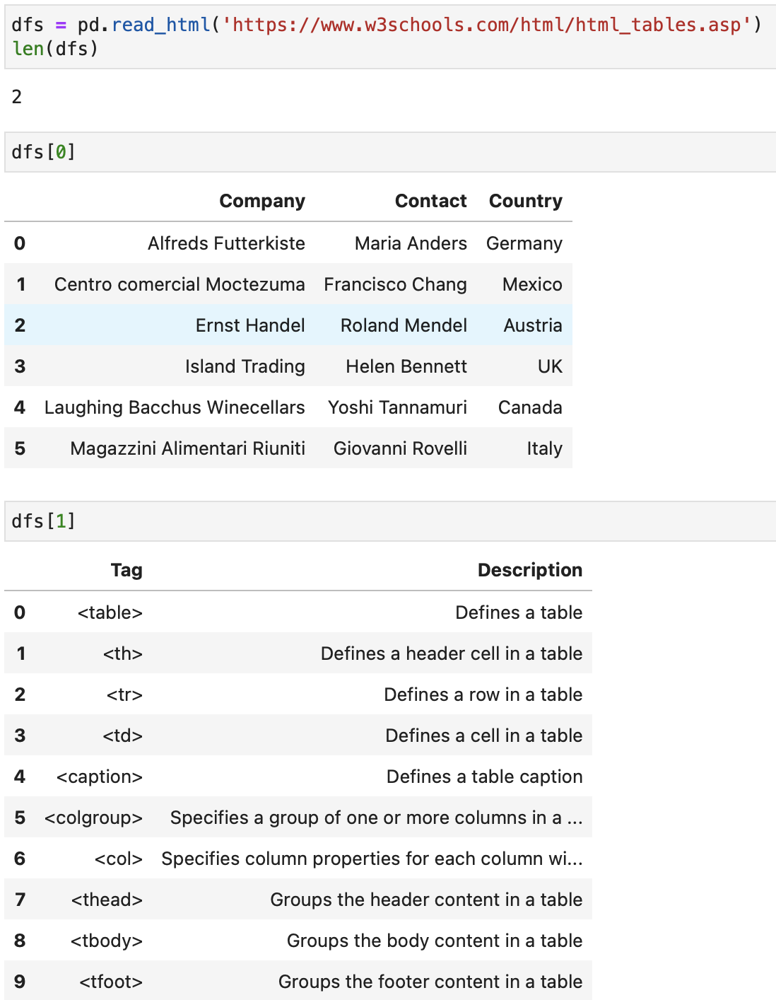 dfs = pd.read_html('https://www.w3schools.com/html/html_tables.asp')
len(dfs)
2
dfs[0]
Company Contact Country
0 Alfreds Futterkiste Maria Anders Germany
1 Centro comercial Moctezuma Francisco Chang Mexico
2 Ernst Handel Roland Mendel Austria
3 Island Trading Helen Bennett UK
4 Laughing Bacchus Winecellars Yoshi Tannamuri Canada
5 Magazzini Alimentari Riuniti Giovanni Rovelli Italy
dfs[1]
Tag Description
0 <table> Defines a table
1 <th> Defines a header cell in a table
2 <tr> Defines a row in a table
3 <td> Defines a cell in a table
4 <caption> Defines a table caption
5 <colgroup> Specifies a group of one or more columns in a ...
6 <col> Specifies column properties for each column wi...
7 <thead> Groups the header content in a table
8 <tbody> Groups the body content in a table
9 <tfoot> Groups the footer content in a table